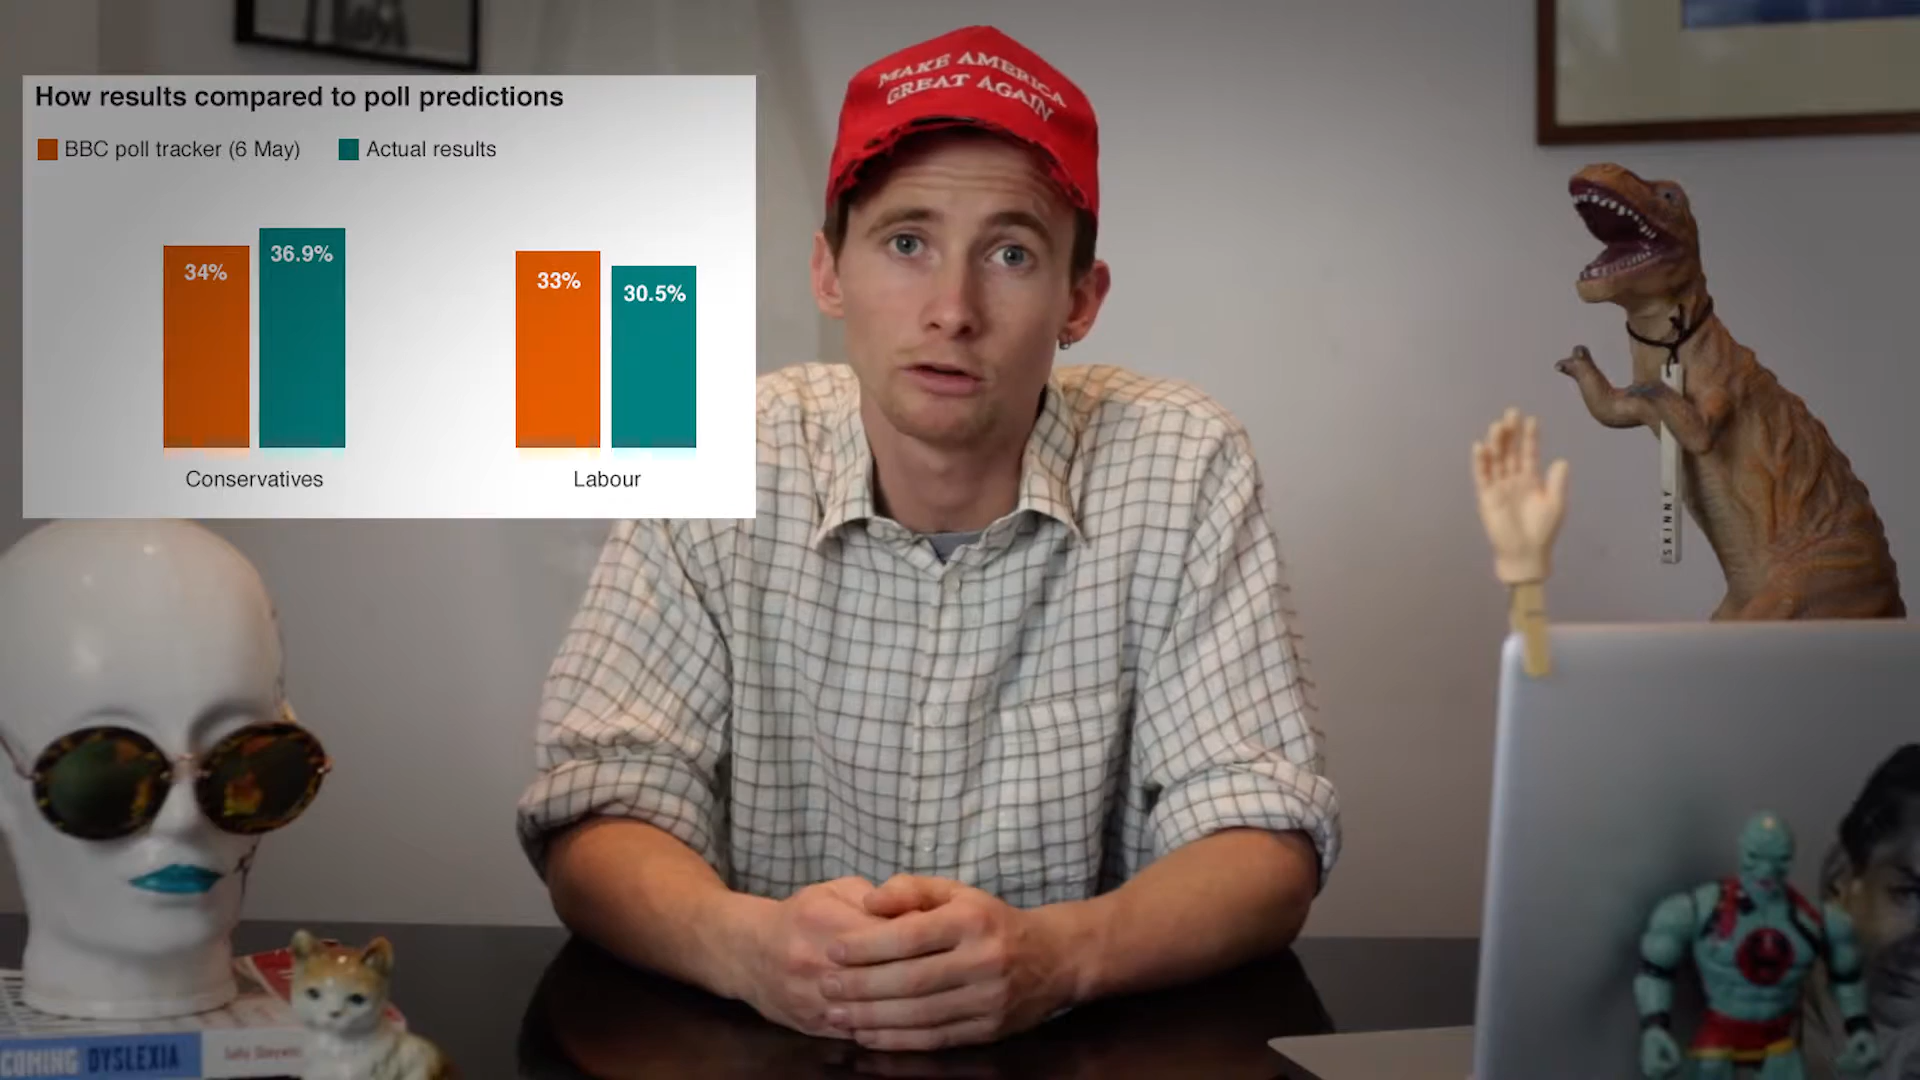 How results compared to poll predictions
BBC poll tracker (6 May) Actual results
34% 36.9% 33% 30.5%
Conservatives Labour
MAKE AMERICA
GREAT AGAIN
SKINNY
COMING DYSLEXIA